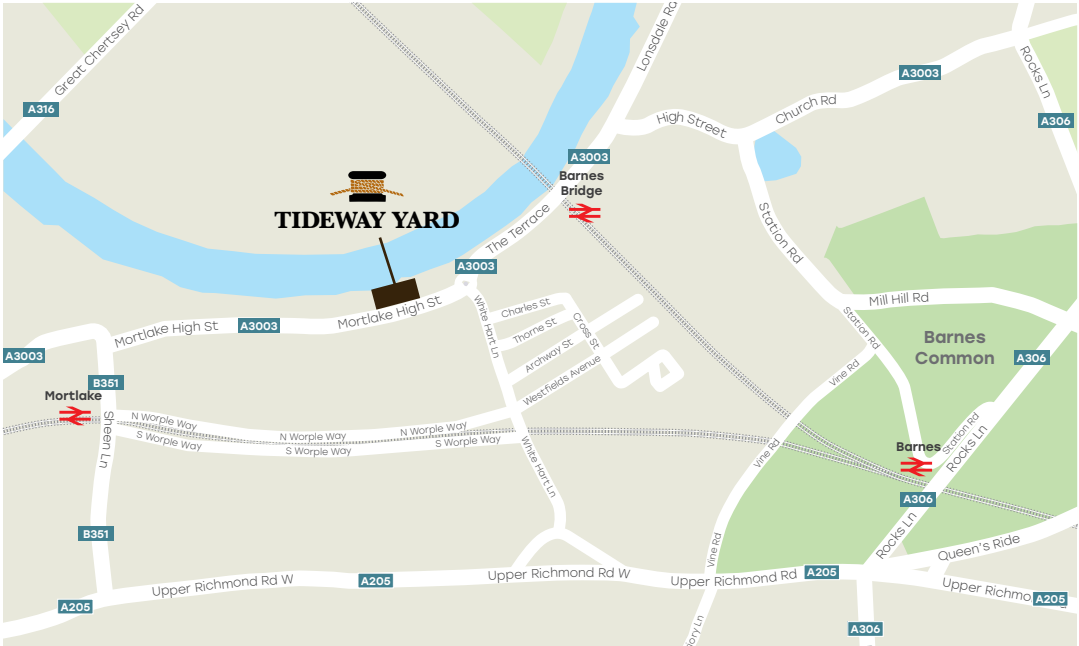 Great Chertsey Rd
Lonsdale Rd
A3003
Rocks Ln
A316
Church Rd
High Street
A306
A3003
Barnes
Bridge
TIDEWAY YARD
The Terrace
Station Rd
A3003
Mill Hill Rd
Mortlake High St
A3003
Mortlake High St
White Hart Ln
Charles St
Thorne St
Cross St
Archway St
Westfields Avenue
Station Rd
Barnes
Common
A3003
A306
B351
Mortlake
Vine Rd
Sheen Ln
N Worple Way
S Worple Way
N Worple Way
S Worple Way
N Worple Way
S Worple Way
White Hart Ln
Vine Rd
Barnes
Station Rd
Rocks Ln
A306
B351
Rocks Ln
Queen's Ride
Vine Rd
Upper Richmond Rd W
A205
Upper Richmond Rd W
Upper Richmond Rd
A205
Upper Richmo
A205
A205
A306
ory Ln